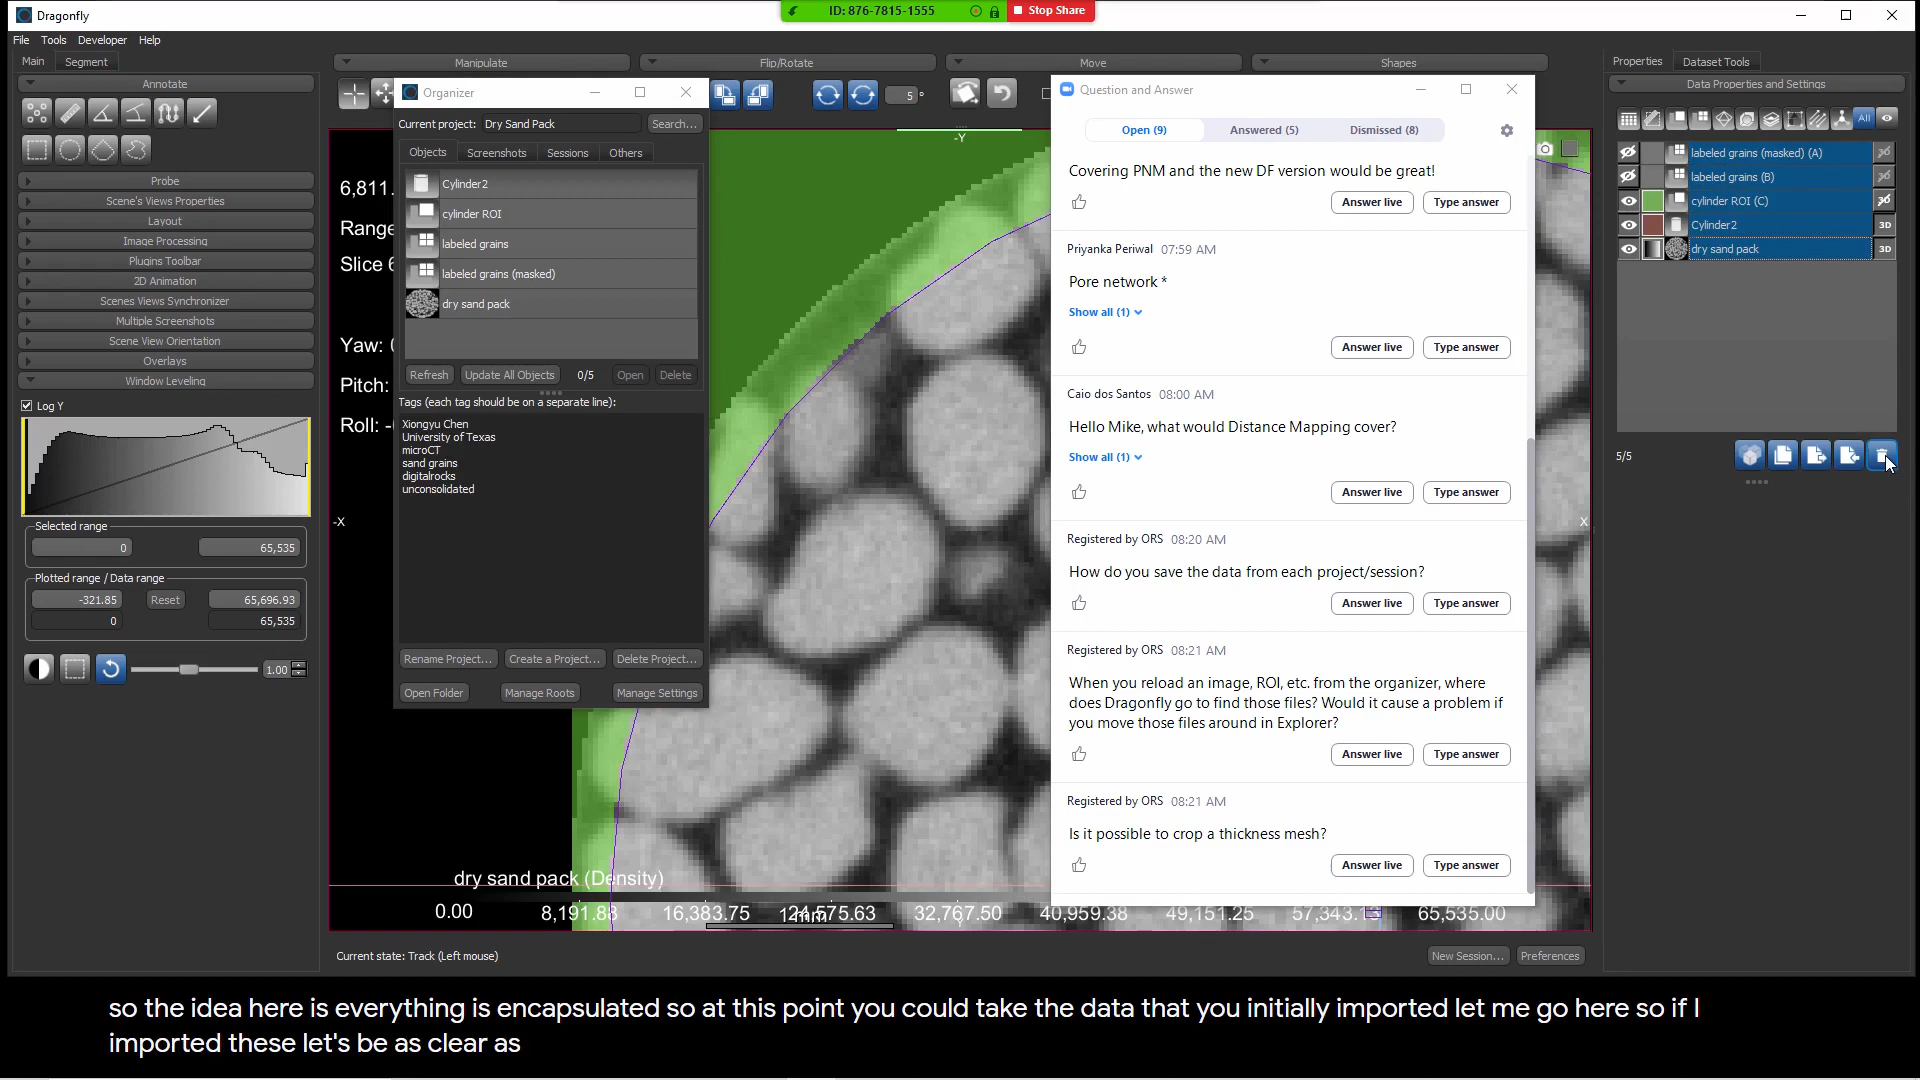 Dragonfly
ID: 876-7815-1555
Stop Share
File Tools Developer Help
Main Segment
Annotate
Probe
Scene's Views Properties
Layout
Image Processing
Plugins Toolbar
2D Animation
Scenes Views Synchronizer
Multiple Screenshots
Scene View Orientation
Overlays
Window Leveling
Log Y
Selected range
0 65,535
Plotted range / Data range
-321.85 Reset 65,696.93
0 65,535
1.00
Manipulate Flip/Rotate Move Shapes
5 °
6,811.
Range
Slice 6
Yaw: 0
Pitch:
Roll: -
-Y
-X
X
Organizer
Current project: Dry Sand Pack Search...
Objects Screenshots Sessions Others
Cylinder2
cylinder ROI
labeled grains
labeled grains (masked)
dry sand pack
Refresh Update All Objects 0/5 Open Delete
Tags (each tag should be on a separate line):
Xiongyu Chen
University of Texas
microCT
sand grains
digitalrocks
unconsolidated
Rename Project... Create a Project... Delete Project...
Open Folder Manage Roots Manage Settings
dry sand pack (Density)
0.00 8,191.88 16,383.75 24,575.63 32,767.50 40,959.38 49,151.25 57,343.13 65,535.00
1mm
Current state: Track (Left mouse)
New Session... Preferences
Question and Answer
Open (9) Answered (5) Dismissed (8)
Covering PNM and the new DF version would be great!
Answer live Type answer
Priyanka Periwal 07:59 AM
Pore network *
Show all (1)
Answer live Type answer
Caio dos Santos 08:00 AM
Hello Mike, what would Distance Mapping cover?
Show all (1)
Answer live Type answer
Registered by ORS 08:20 AM
How do you save the data from each project/session?
Answer live Type answer
Registered by ORS 08:21 AM
When you reload an image, ROI, etc. from the organizer, where
does Dragonfly go to find those files? Would it cause a problem if
you move those files around in Explorer?
Answer live Type answer
Registered by ORS 08:21 AM
Is it possible to crop a thickness mesh?
Answer live Type answer
Properties Dataset Tools
Data Properties and Settings
All
labeled grains (masked) (A)
labeled grains (B)
cylinder ROI (C)
Cylinder2 3D
dry sand pack 3D
5/5
so the idea here is everything is encapsulated so at this point you could take the data that you initially imported let me go here so if I
imported these let's be as clear as